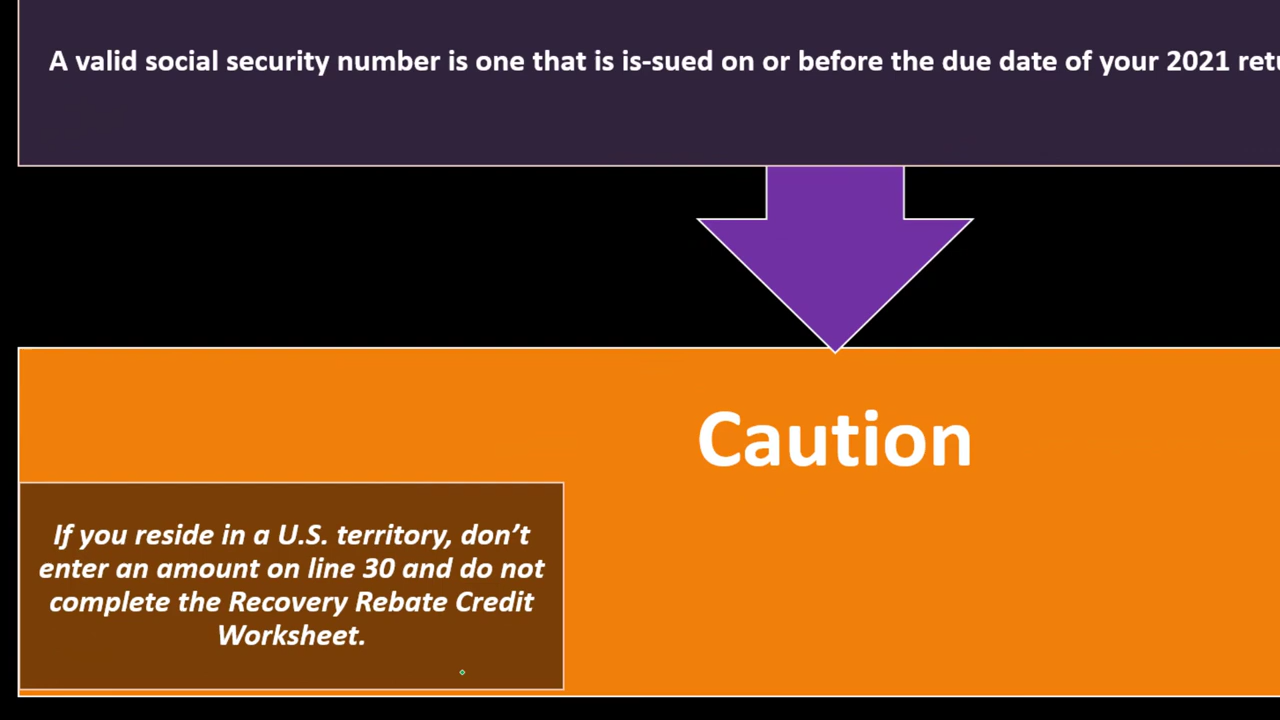 A valid social security number is one that is is-sued on or before the due date of your 2021
Caution
If you reside in a U.S. territory, don't
enter an amount on line 30 and do not
complete the Recovery Rebate Credit
Worksheet.